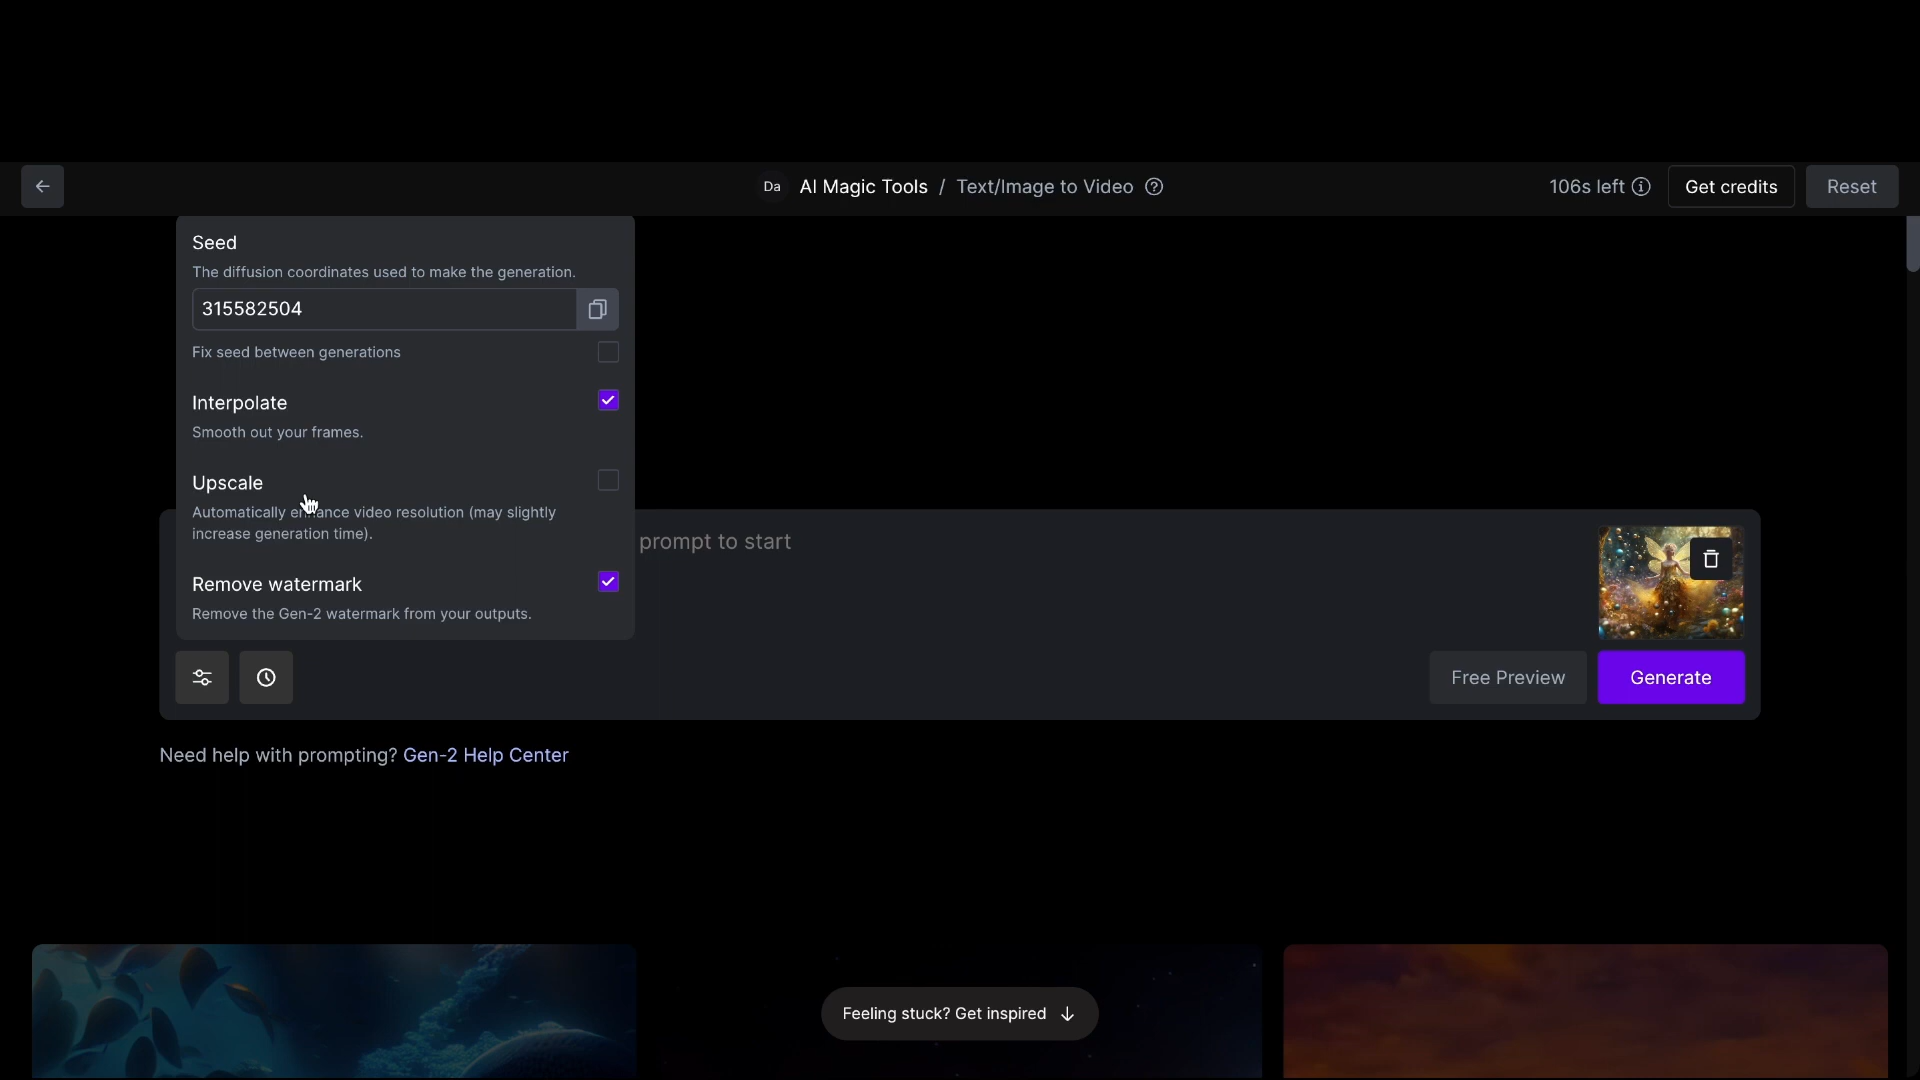 Da AI Magic Tools / Text/Image to Video ?
106s left
Get credits
Reset
Seed
The diffusion coordinates used to make the generation.
315582504
Fix seed between generations
Interpolate
Smooth out your frames.
Upscale
Automatically enhance video resolution (may slightly
increase generation time).
Remove watermark
Remove the Gen-2 watermark from your outputs.
prompt to start
Free Preview
Generate
Need help with prompting? Gen-2 Help Center
Feeling stuck? Get inspired ↓